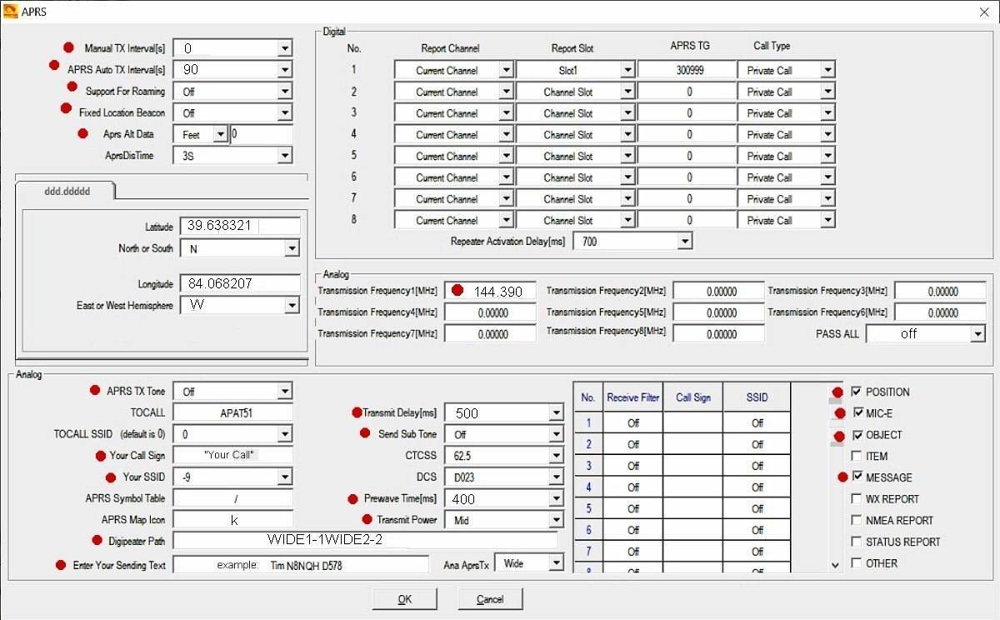 APRS
Manual TX Interval[s] 0
APRS Auto TX Interval[s] 90
Support For Roaming Off
Fixed Location Beacon Off
Aprs Alt Data Feet 0
AprsDisTime 3S
ddd.ddddd
Latitude 39.638321
North or South N
Longitude 84.068207
East or West Hemisphere W
Digital
No. Report Channel Report Slot APRS TG Call Type
1 Current Channel Slot1 300999 Private Call
2 Current Channel Channel Slot 0 Private Call
3 Current Channel Channel Slot 0 Private Call
4 Current Channel Channel Slot 0 Private Call
5 Current Channel Channel Slot 0 Private Call
6 Current Channel Channel Slot 0 Private Call
7 Current Channel Channel Slot 0 Private Call
8 Current Channel Channel Slot 0 Private Call
Repeater Activation Delay[ms] 700
Analog
Transmission Frequency1[MHz] 144.390 Transmission Frequency2[MHz] 0.00000 Transmission Frequency3[MHz] 0.00000
Transmission Frequency4[MHz] 0.00000 Transmission Frequency5[MHz] 0.00000 Transmission Frequency6[MHz] 0.00000
Transmission Frequency7[MHz] 0.00000 Transmission Frequency8[MHz] 0.00000 PASS ALL off
Analog
APRS TX Tone Off
TOCALL APAT51
TOCALL SSID (default is 0) 0
Your Call Sign "Your Call"
Your SSID -9
APRS Symbol Table /
APRS Map Icon k
Digipeater Path WIDE1-1WIDE2-2
Enter Your Sending Text example: Tim N8NQH D578
Transmit Delay[ms] 500
Send Sub Tone Off
CTCSS 62.5
DCS D023
Prewave Time[ms] 400
Transmit Power Mid
Ana AprsTx Wide
No. Receive Filter Call Sign SSID
1 Off Off
2 Off Off
3 Off Off
4 Off Off
5 Off Off
6 Off Off
7 Off Off
8 Off Off
POSITION
MIC-E
OBJECT
ITEM
MESSAGE
WX REPORT
NMEA REPORT
STATUS REPORT
OTHER
OK Cancel